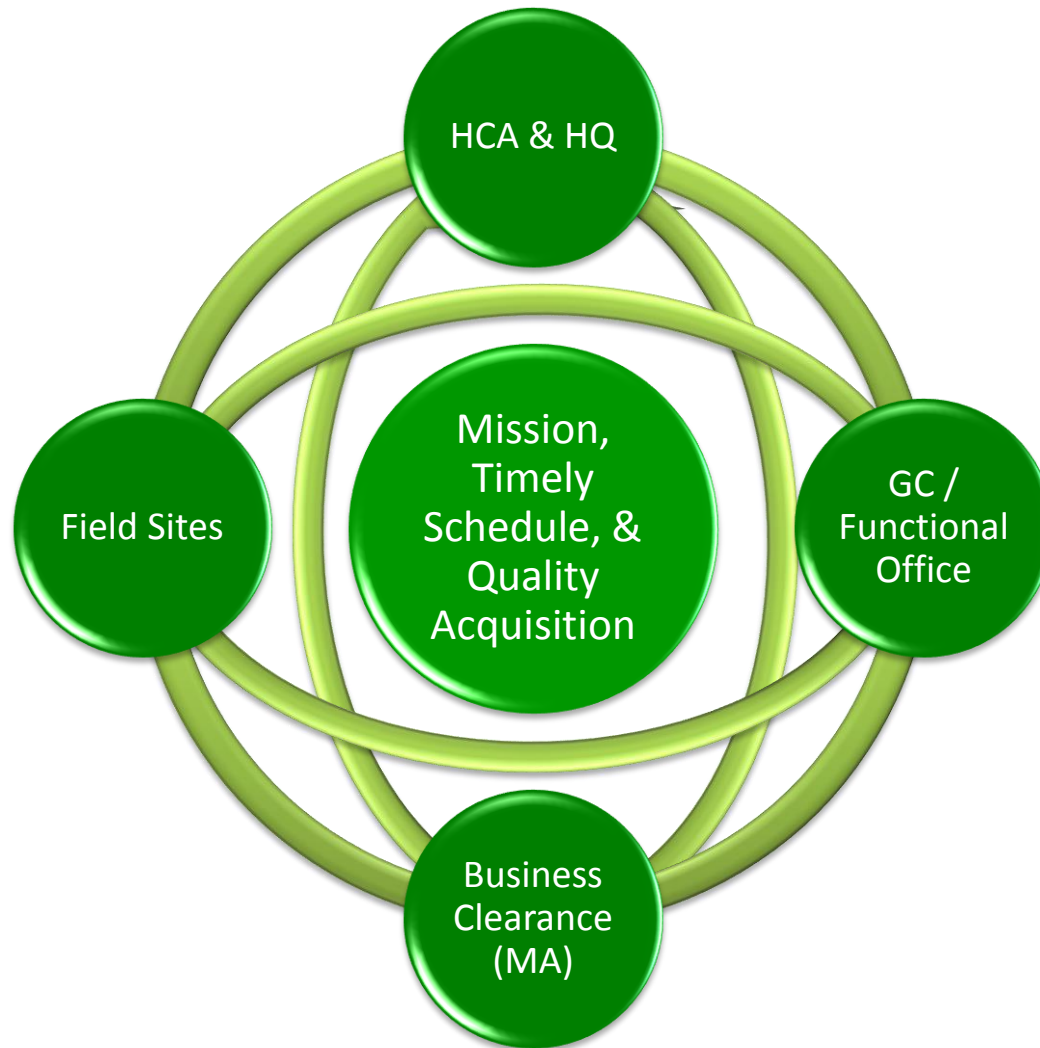 HCA & HQ
Field Sites
Mission,
Timely
Schedule, &
Quality
Acquisition
GC /
Functional
Office
Business
Clearance
(MA)